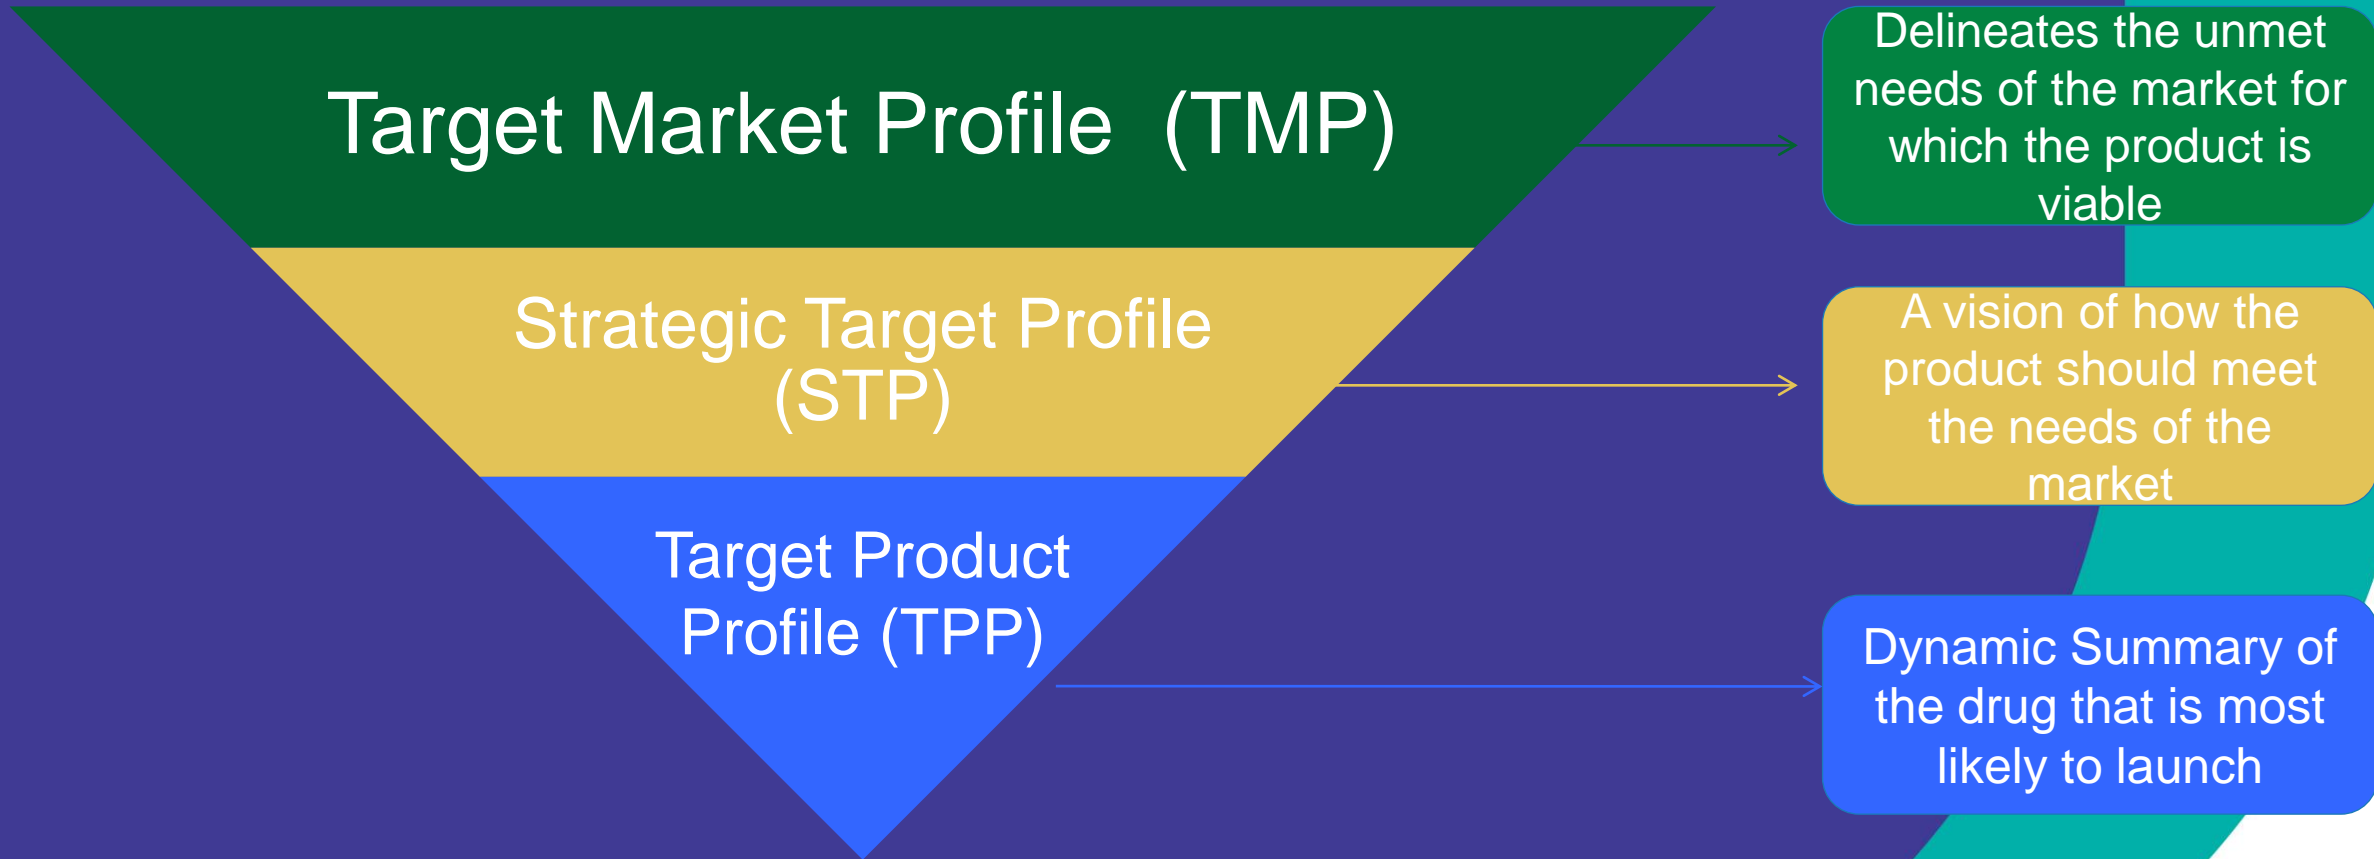 Target Market Profile  (TMP)
Delineates the unmet
needs of the market for
which the product is
viable
Strategic Target Profile
(STP)
A vision of how the
product should meet
the needs of the
market
Target Product
Profile (TPP)
Dynamic Summary of
the drug that is most
likely to launch